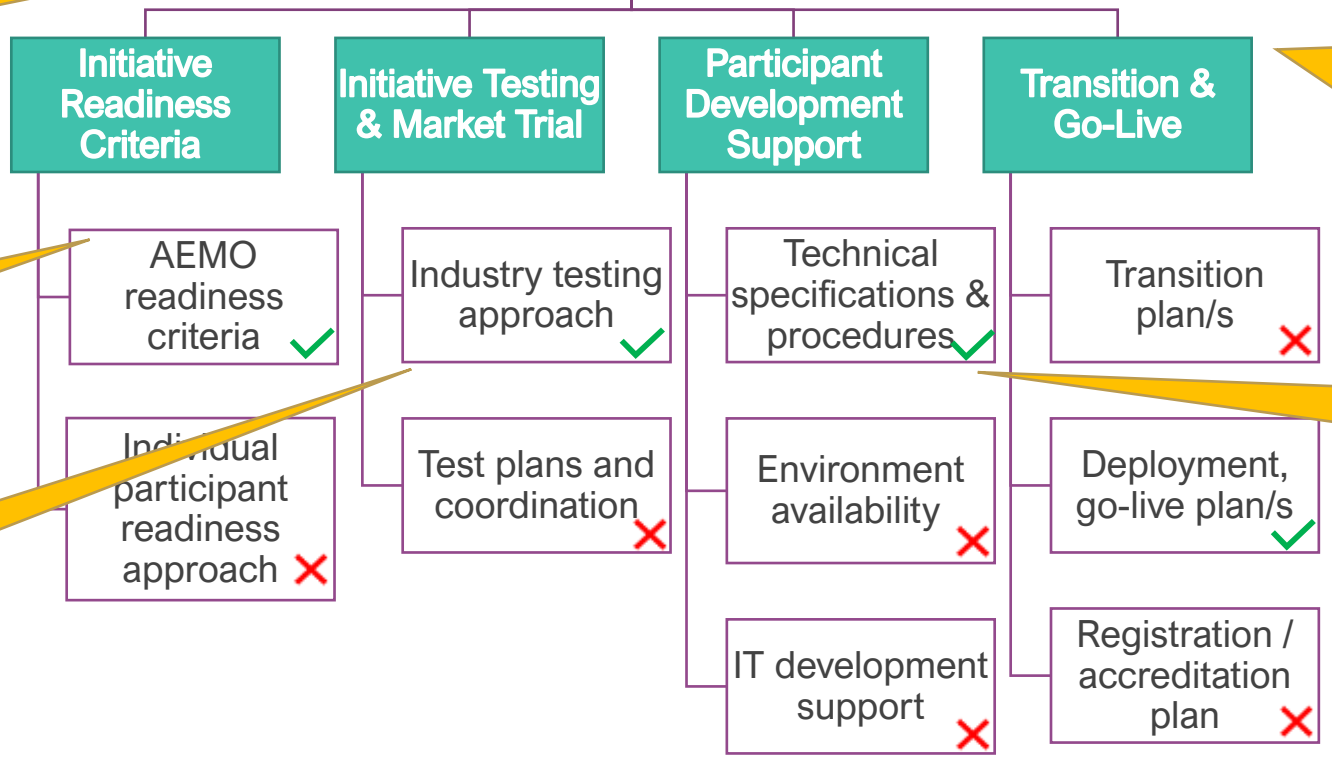 Initiative
Readiness
Criteria
AEMO
readiness
criteria
Individual
participant
readiness
approach
Initiative Testing
& Market Trial
Industry testing
approach
Test plans and
coordination
Participant
Development
Support
Technical
specifications &
procedures
Environment
availability
IT development
support
Transition &
Go-Live
Transition
plan/s
Deployment,
go-live plan/s
Registration /
accreditation
plan